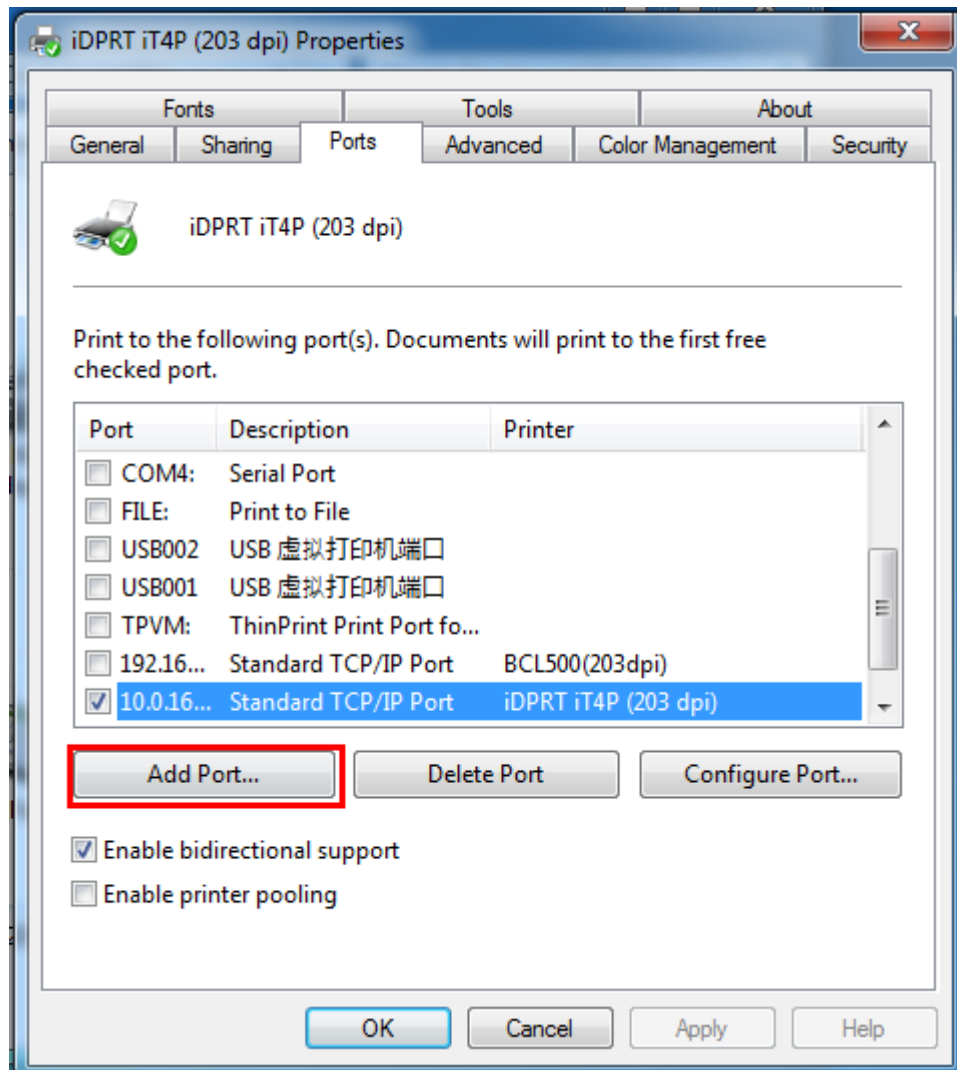 iDPRT iT4P (203 dpi) Properties
Fonts Tools About
General Sharing Ports Advanced Color Management Security
iDPRT iT4P (203 dpi)
Print to the following port(s). Documents will print to the first free
checked port.
Port Description Printer
COM4: Serial Port
FILE: Print to File
USB002 USB 虚拟打印机端口
USB001 USB 虚拟打印机端口
TPVM: ThinPrint Print Port fo...
192.16... Standard TCP/IP Port BCL500(203dpi)
10.0.16... Standard TCP/IP Port iDPRT iT4P (203 dpi)
Add Port... Delete Port Configure Port...
Enable bidirectional support
Enable printer pooling
OK Cancel Apply Help